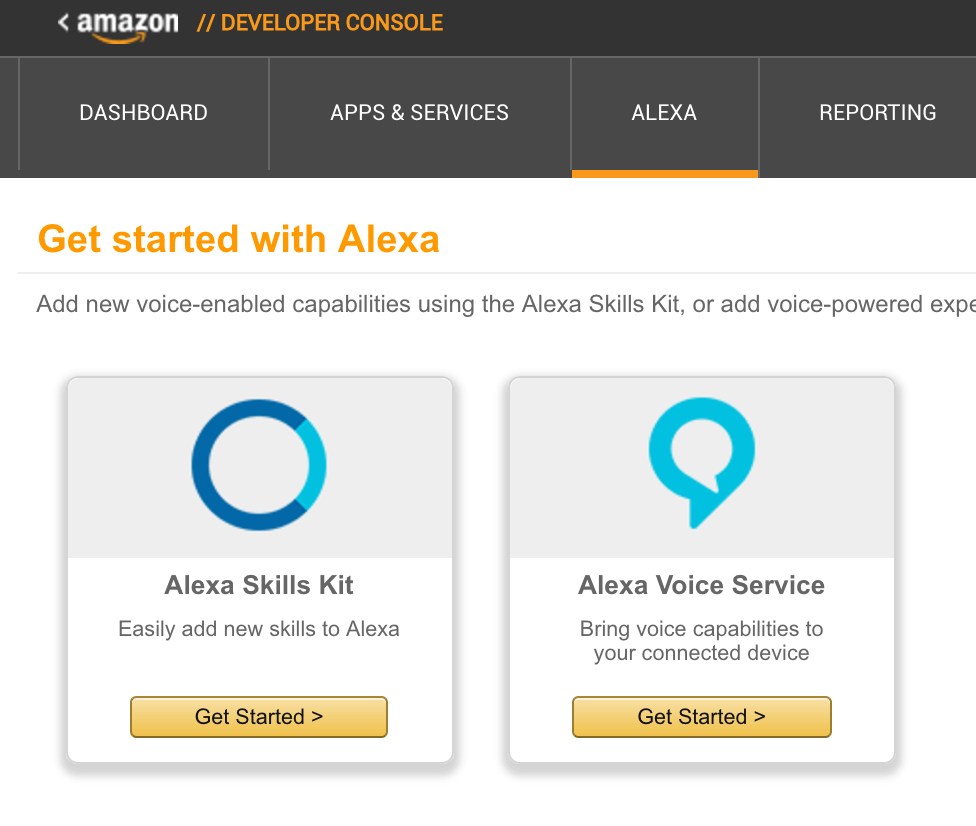 < amazon // DEVELOPER CONSOLE
DASHBOARD APPS & SERVICES ALEXA REPORTING
Get started with Alexa
Add new voice-enabled capabilities using the Alexa Skills Kit, or add voice-powered expe
Alexa Skills Kit
Easily add new skills to Alexa
Get Started >
Alexa Voice Service
Bring voice capabilities to
your connected device
Get Started >